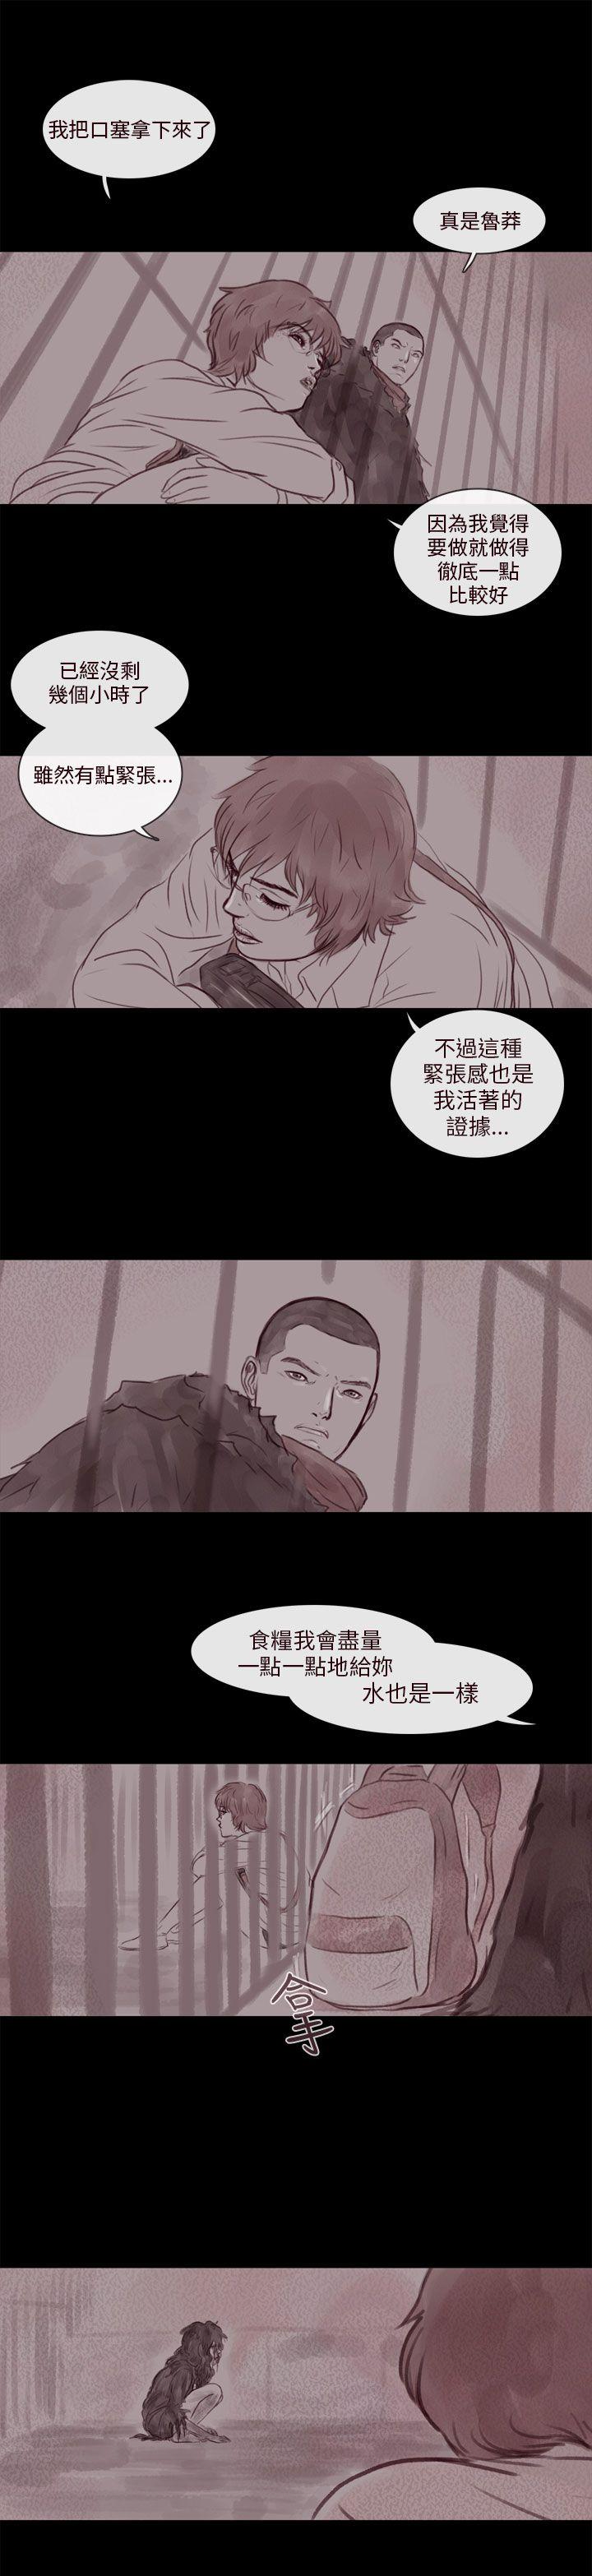 我把口塞拿下來了
真是魯莽
因為我覺得
要做就做得
徹底一點
比較好
已經沒剩
幾個小時了
雖然有點緊張...
不過這種
緊張感也是
我活著的
證據...
食糧我會盡量
一點一點地給妳
水也是一樣
拿